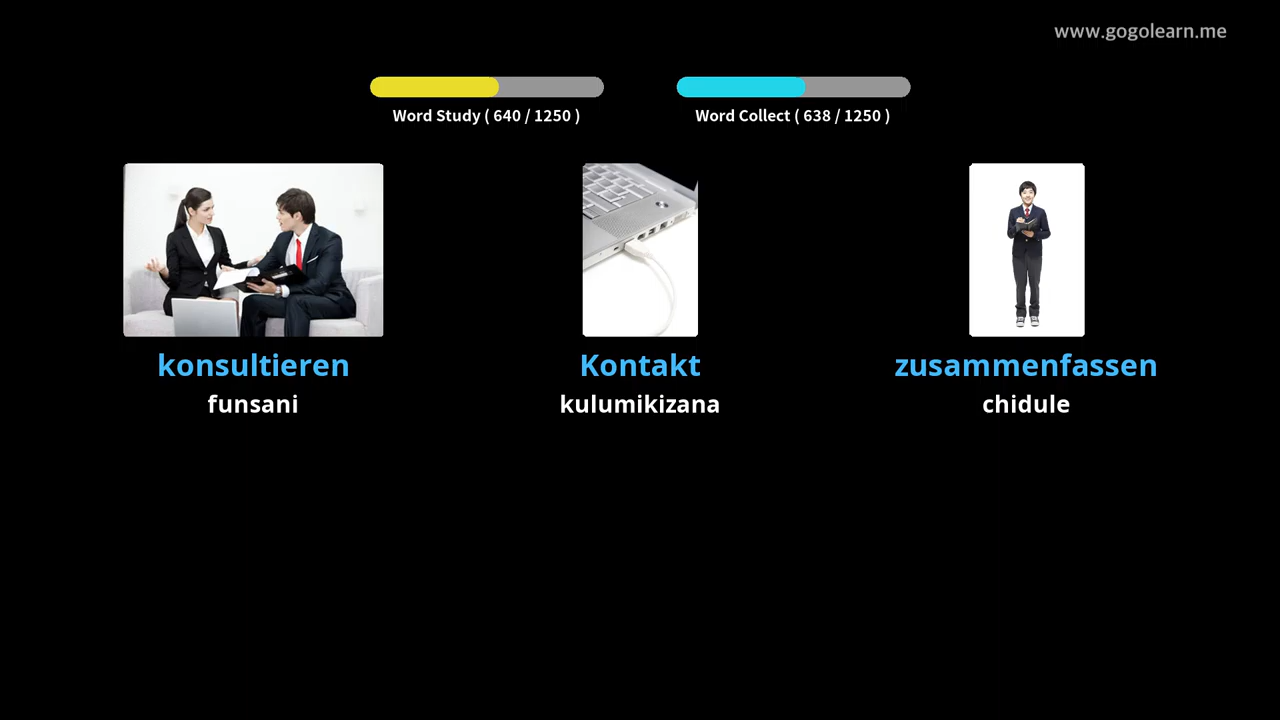 www.gogolearn.me
Word Study ( 640 / 1250 )
Word Collect ( 638 / 1250 )
konsultieren
funsani
Kontakt
kulumikizana
zusammenfassen
chidule